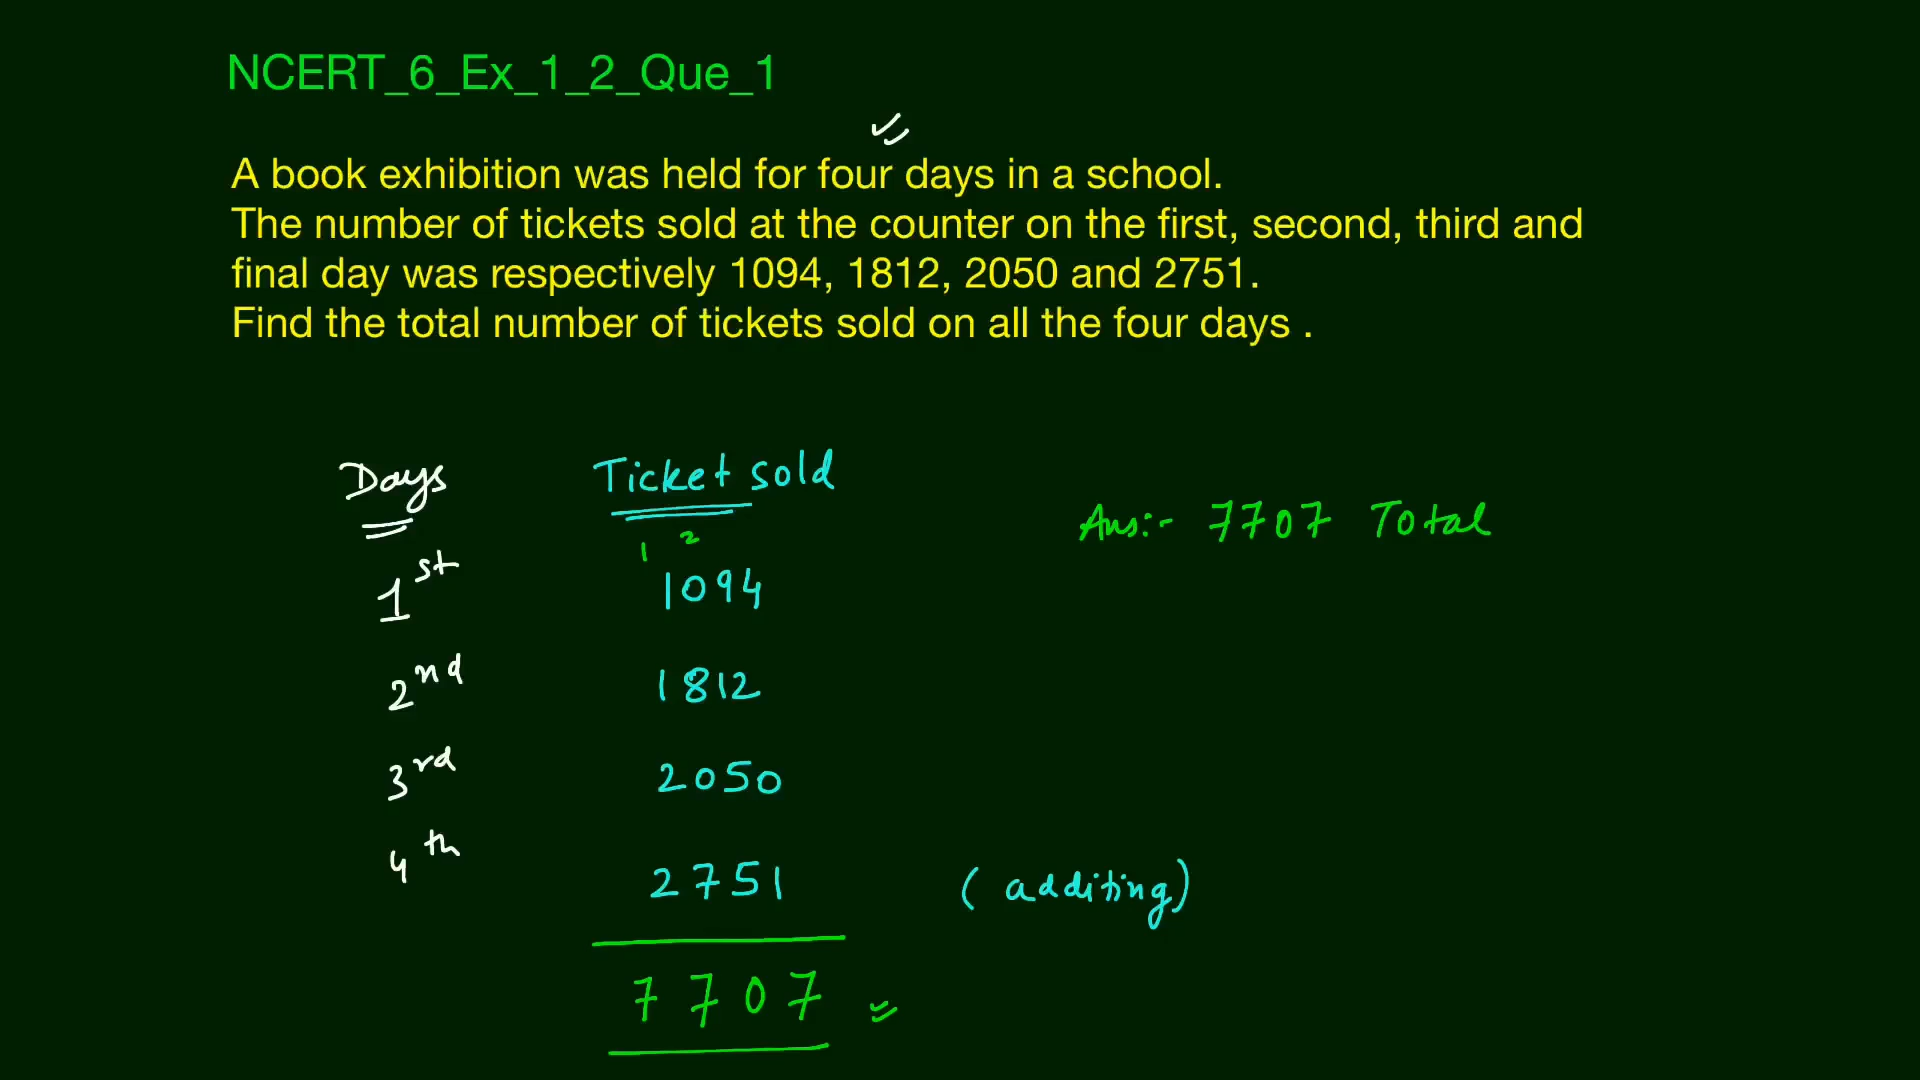 NCERT_6_Ex_1_2_Que_1
A book exhibition was held for four days in a school.
The number of tickets sold at the counter on the first, second, third and
final day was respectively 1094, 1812, 2050 and 2751.
Find the total number of tickets sold on all the four days .
Days Ticket sold
Ans:- 7707 Total
1 2
1st 1094
2nd 1812
3rd 2050
4th 2751 (additing)
7707